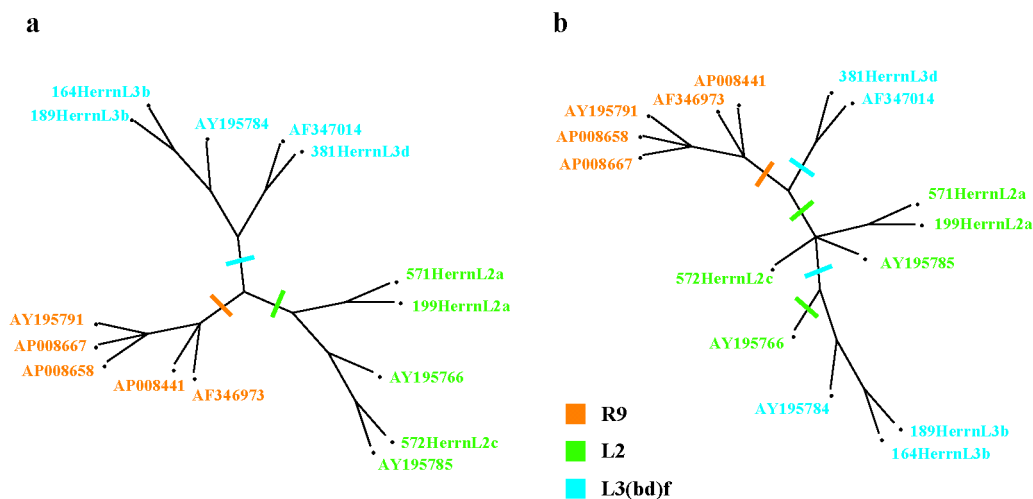 a
164HerrnL3b
189HerrnL3b
AY195784
AF347014
381HerrnL3d
571HerrnL2a
199HerrnL2a
AY195791
AP008667
AP008658
AP008441
AF346973
AY195766
572HerrnL2c
AY195785
b
381HerrnL3d
AP008441
AF347014
AF346973
AY195791
AP008658
AP008667
571HerrnL2a
199HerrnL2a
AY195785
572HerrnL2c
AY195766
AY195784
189HerrnL3b
164HerrnL3b
R9
L2
L3(bd)f